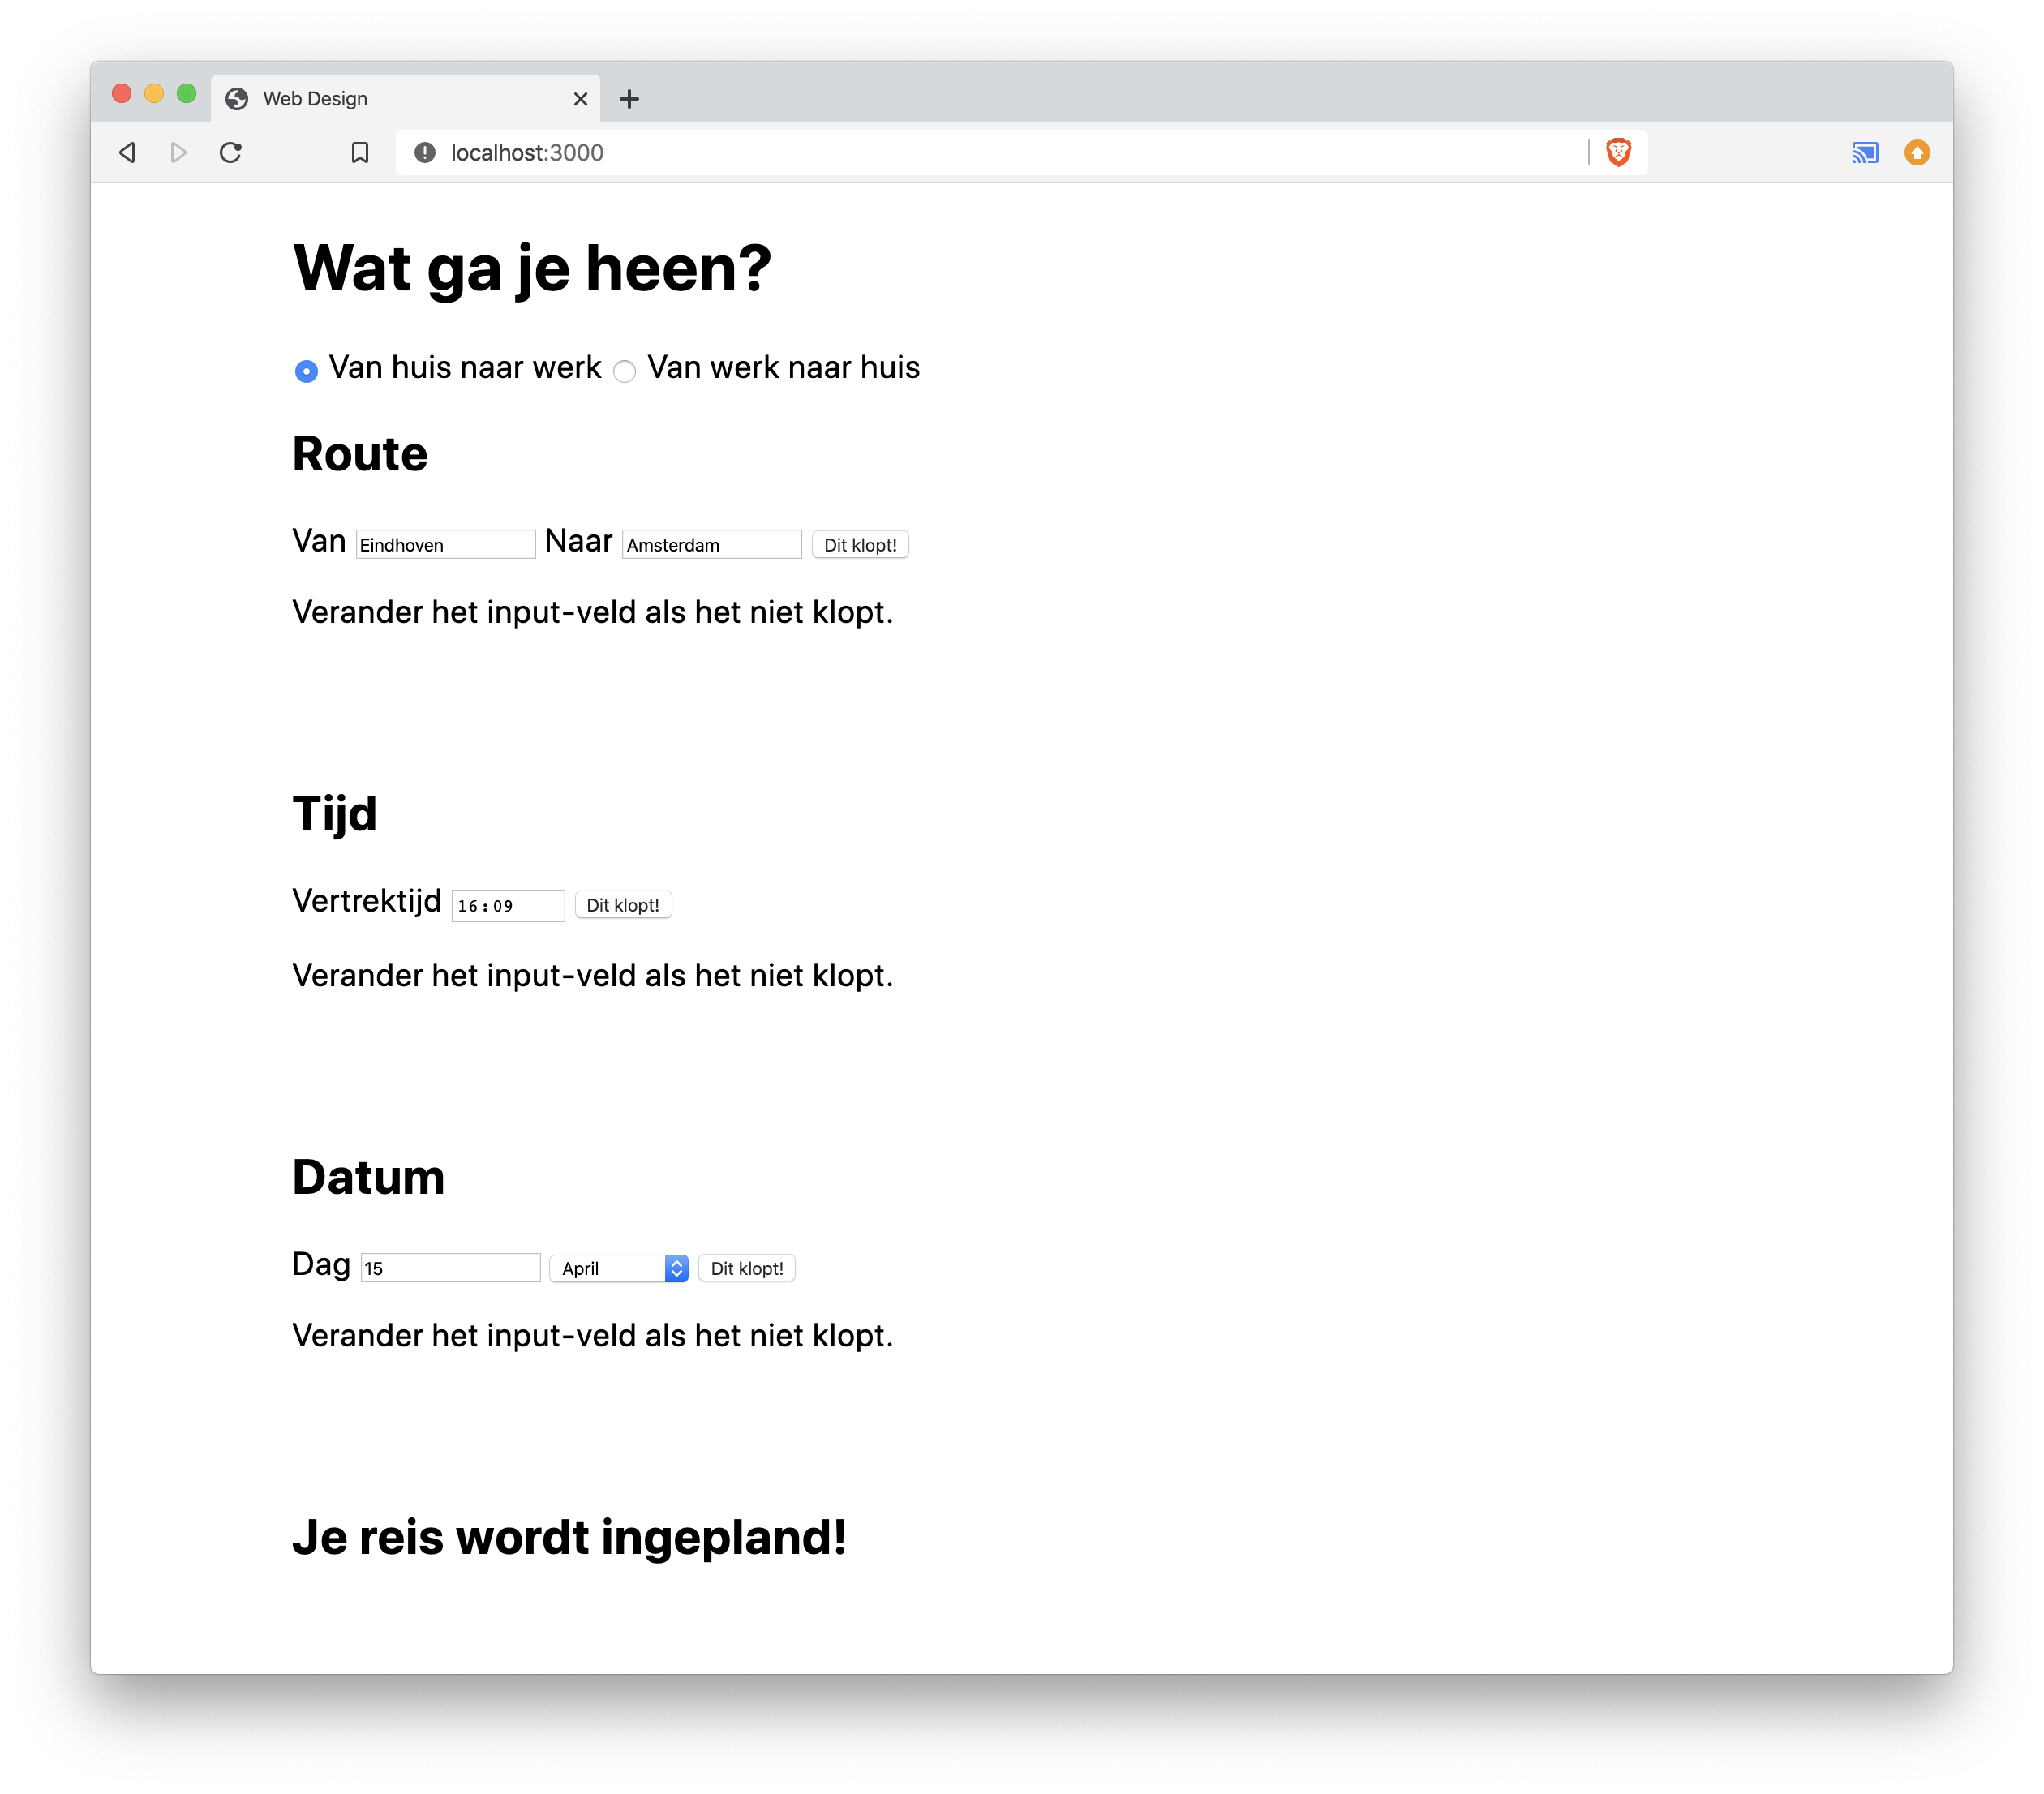 Web Design
localhost:3000
Wat ga je heen?
Van huis naar werk Van werk naar huis
Route
Van Eindhoven Naar Amsterdam Dit klopt!
Verander het input-veld als het niet klopt.
Tijd
Vertrektijd 16:09 Dit klopt!
Verander het input-veld als het niet klopt.
Datum
Dag 15 April Dit klopt!
Verander het input-veld als het niet klopt.
Je reis wordt ingepland!